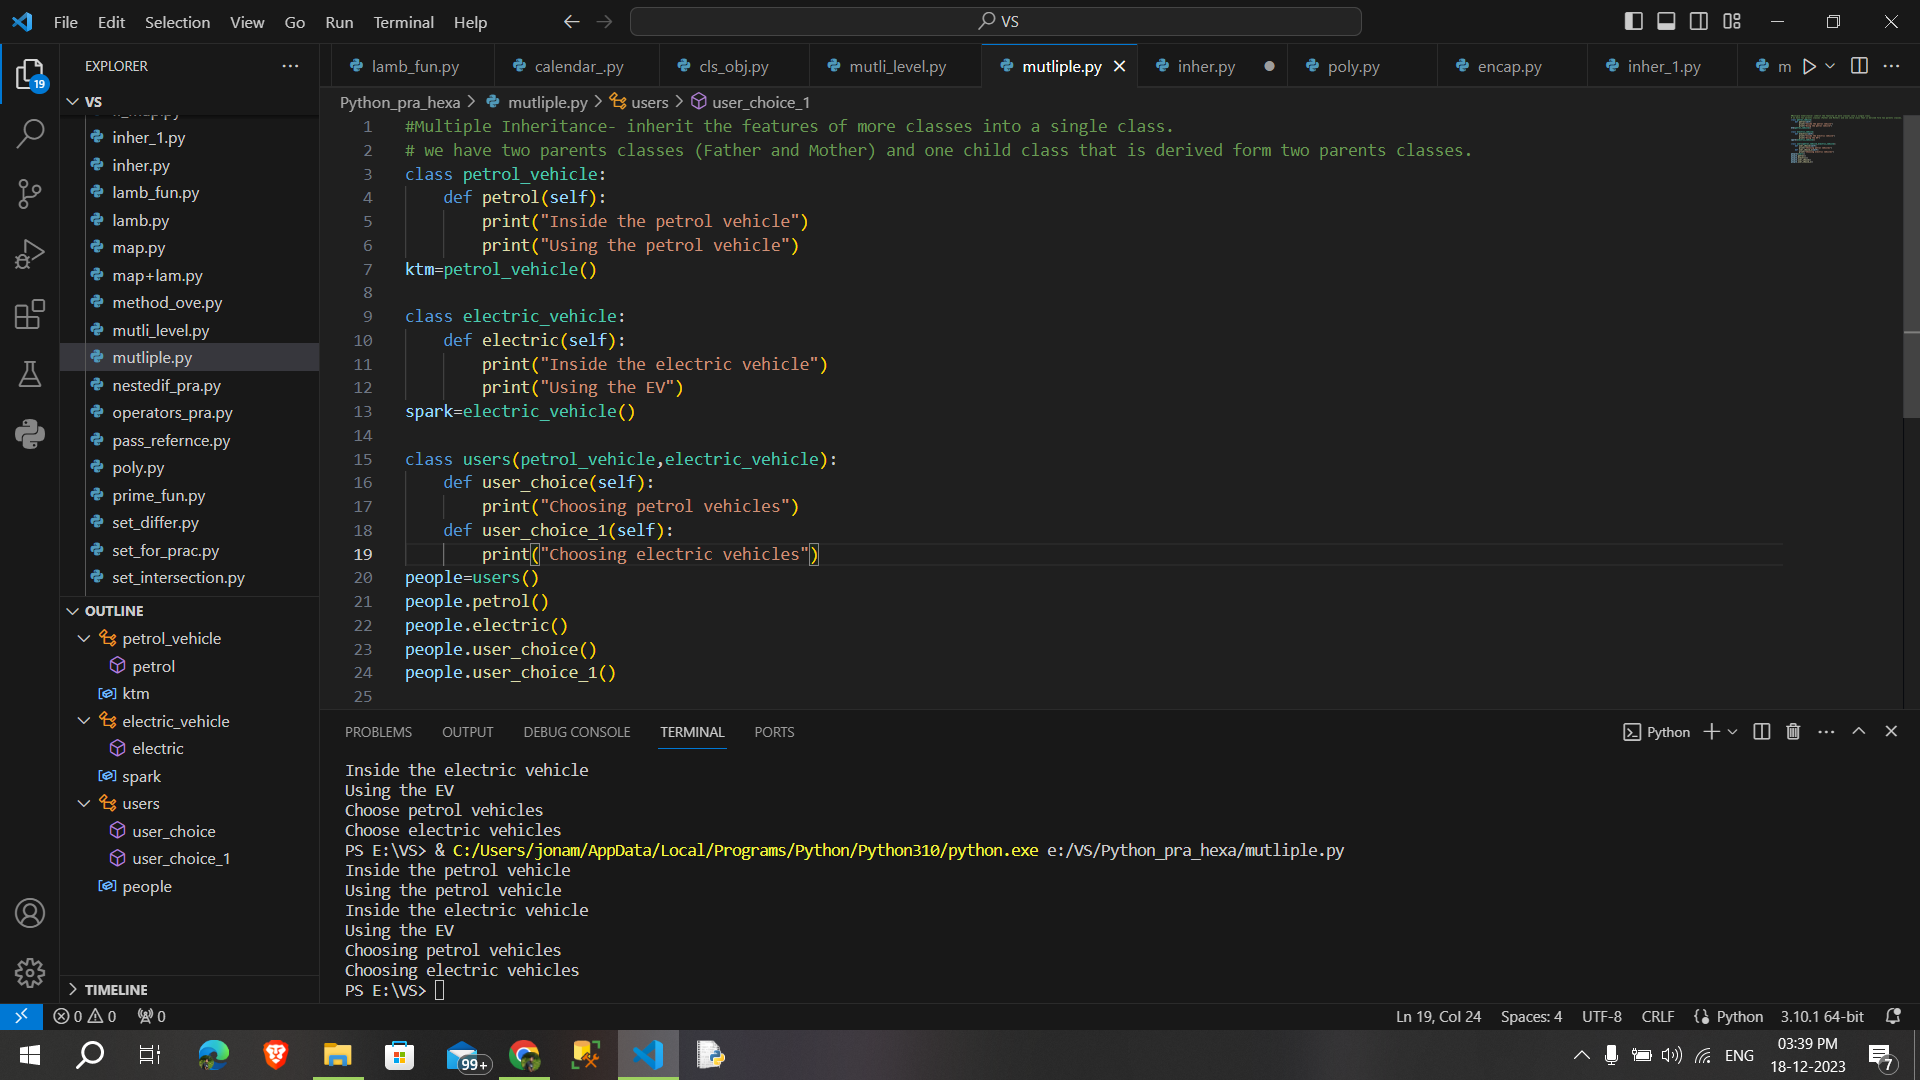 File Edit Selection View Go Run Terminal Help
VS
EXPLORER
VS
inher_1.py
inher.py
lamb_fun.py
lamb.py
map.py
map+lam.py
method_ove.py
mutli_level.py
mutliple.py
nestedif_pra.py
operators_pra.py
pass_refernce.py
poly.py
prime_fun.py
set_differ.py
set_for_prac.py
set_intersection.py
OUTLINE
petrol_vehicle
petrol
ktm
electric_vehicle
electric
spark
users
user_choice
user_choice_1
people
TIMELINE
19
lamb_fun.py calendar_.py cls_obj.py mutli_level.py mutliple.py inher.py poly.py encap.py inher_1.py m
Python_pra_hexa > mutliple.py > users > user_choice_1
1 #Multiple Inheritance- inherit the features of more classes into a single class.
2 # we have two parents classes (Father and Mother) and one child class that is derived form two parents classes.
3 class petrol_vehicle:
4     def petrol(self):
5         print("Inside the petrol vehicle")
6         print("Using the petrol vehicle")
7 ktm=petrol_vehicle()
8
9 class electric_vehicle:
10     def electric(self):
11         print("Inside the electric vehicle")
12         print("Using the EV")
13 spark=electric_vehicle()
14
15 class users(petrol_vehicle,electric_vehicle):
16     def user_choice(self):
17         print("Choosing petrol vehicles")
18     def user_choice_1(self):
19         print("Choosing electric vehicles")
20 people=users()
21 people.petrol()
22 people.electric()
23 people.user_choice()
24 people.user_choice_1()
25
PROBLEMS OUTPUT DEBUG CONSOLE TERMINAL PORTS
Python
Inside the electric vehicle
Using the EV
Choose petrol vehicles
Choose electric vehicles
PS E:\VS> & C:/Users/jonam/AppData/Local/Programs/Python/Python310/python.exe e:/VS/Python_pra_hexa/mutliple.py
Inside the petrol vehicle
Using the petrol vehicle
Inside the electric vehicle
Using the EV
Choosing petrol vehicles
Choosing electric vehicles
PS E:\VS>
0 0 0
Ln 19, Col 24 Spaces: 4 UTF-8 CRLF Python 3.10.1 64-bit
99+
ENG
03:39 PM
18-12-2023
7